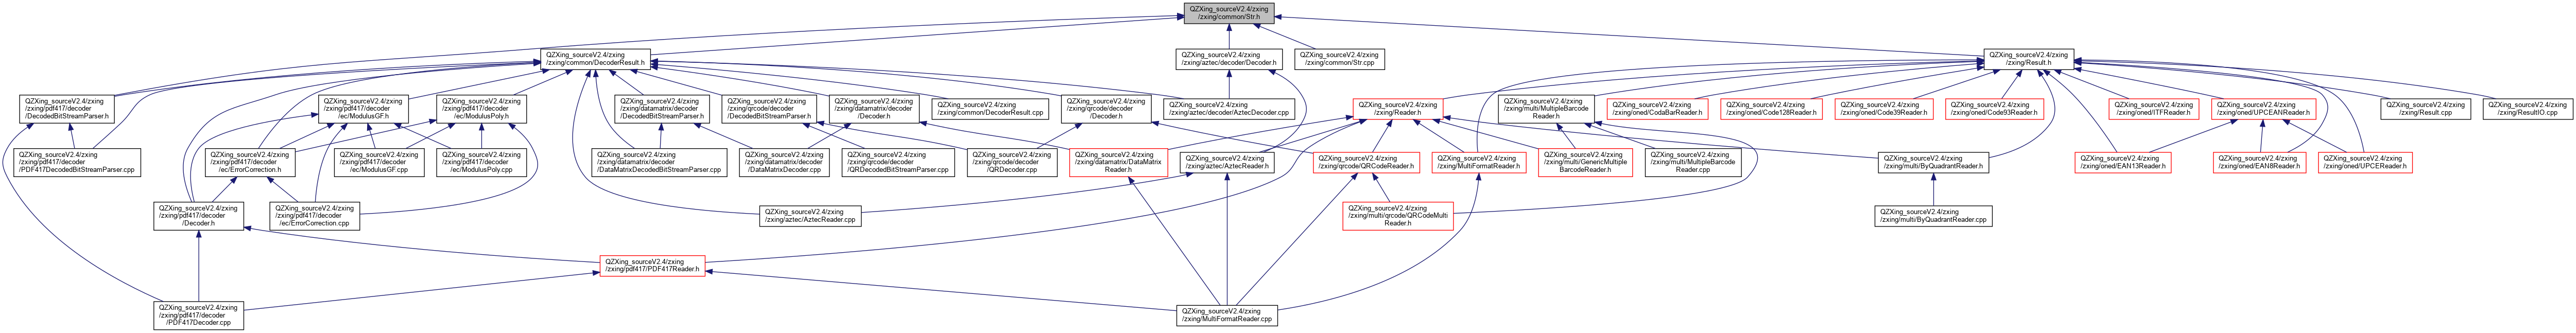 QZXing_sourceV2.4/zxing
/zxing/common/Str.h
QZXing_sourceV2.4/zxing
/zxing/common/DecoderResult.h
QZXing_sourceV2.4/zxing
/zxing/aztec/decoder/Decoder.h
QZXing_sourceV2.4/zxing
/zxing/common/Str.cpp
QZXing_sourceV2.4/zxing
/zxing/Result.h
QZXing_sourceV2.4/zxing
/zxing/pdf417/decoder
/DecodedBitStreamParser.h
QZXing_sourceV2.4/zxing
/zxing/pdf417/decoder
/ec/ModulusGF.h
QZXing_sourceV2.4/zxing
/zxing/pdf417/decoder
/ec/ModulusPoly.h
QZXing_sourceV2.4/zxing
/zxing/datamatrix/decoder
/DecodedBitStreamParser.h
QZXing_sourceV2.4/zxing
/zxing/qrcode/decoder
/DecodedBitStreamParser.h
QZXing_sourceV2.4/zxing
/zxing/datamatrix/decoder
/Decoder.h
QZXing_sourceV2.4/zxing
/zxing/common/DecoderResult.cpp
QZXing_sourceV2.4/zxing
/zxing/qrcode/decoder
/Decoder.h
QZXing_sourceV2.4/zxing
/zxing/aztec/decoder/AztecDecoder.cpp
QZXing_sourceV2.4/zxing
/zxing/Reader.h
QZXing_sourceV2.4/zxing
/zxing/multi/MultipleBarcode
Reader.h
QZXing_sourceV2.4/zxing
/zxing/oned/CodaBarReader.h
QZXing_sourceV2.4/zxing
/zxing/oned/Code128Reader.h
QZXing_sourceV2.4/zxing
/zxing/oned/Code39Reader.h
QZXing_sourceV2.4/zxing
/zxing/oned/Code93Reader.h
QZXing_sourceV2.4/zxing
/zxing/oned/ITFReader.h
QZXing_sourceV2.4/zxing
/zxing/oned/UPCEANReader.h
QZXing_sourceV2.4/zxing
/zxing/Result.cpp
QZXing_sourceV2.4/zxing
/zxing/ResultIO.cpp
QZXing_sourceV2.4/zxing
/zxing/pdf417/decoder
/PDF417DecodedBitStreamParser.cpp
QZXing_sourceV2.4/zxing
/zxing/pdf417/decoder
/ec/ErrorCorrection.h
QZXing_sourceV2.4/zxing
/zxing/pdf417/decoder
/ec/ModulusGF.cpp
QZXing_sourceV2.4/zxing
/zxing/pdf417/decoder
/ec/ModulusPoly.cpp
QZXing_sourceV2.4/zxing
/zxing/datamatrix/decoder
/DataMatrixDecodedBitStreamParser.cpp
QZXing_sourceV2.4/zxing
/zxing/datamatrix/decoder
/DataMatrixDecoder.cpp
QZXing_sourceV2.4/zxing
/zxing/qrcode/decoder
/QRDecodedBitStreamParser.cpp
QZXing_sourceV2.4/zxing
/zxing/qrcode/decoder
/QRDecoder.cpp
QZXing_sourceV2.4/zxing
/zxing/datamatrix/DataMatrix
Reader.h
QZXing_sourceV2.4/zxing
/zxing/aztec/AztecReader.h
QZXing_sourceV2.4/zxing
/zxing/qrcode/QRCodeReader.h
QZXing_sourceV2.4/zxing
/zxing/MultiFormatReader.h
QZXing_sourceV2.4/zxing
/zxing/multi/GenericMultiple
BarcodeReader.h
QZXing_sourceV2.4/zxing
/zxing/multi/MultipleBarcode
Reader.cpp
QZXing_sourceV2.4/zxing
/zxing/multi/ByQuadrantReader.h
QZXing_sourceV2.4/zxing
/zxing/oned/EAN13Reader.h
QZXing_sourceV2.4/zxing
/zxing/oned/EAN8Reader.h
QZXing_sourceV2.4/zxing
/zxing/oned/UPCEReader.h
QZXing_sourceV2.4/zxing
/zxing/pdf417/decoder
/Decoder.h
QZXing_sourceV2.4/zxing
/zxing/pdf417/decoder
/ec/ErrorCorrection.cpp
QZXing_sourceV2.4/zxing
/zxing/aztec/AztecReader.cpp
QZXing_sourceV2.4/zxing
/zxing/multi/qrcode/QRCodeMulti
Reader.h
QZXing_sourceV2.4/zxing
/zxing/multi/ByQuadrantReader.cpp
QZXing_sourceV2.4/zxing
/zxing/pdf417/PDF417Reader.h
QZXing_sourceV2.4/zxing
/zxing/pdf417/decoder
/PDF417Decoder.cpp
QZXing_sourceV2.4/zxing
/zxing/MultiFormatReader.cpp